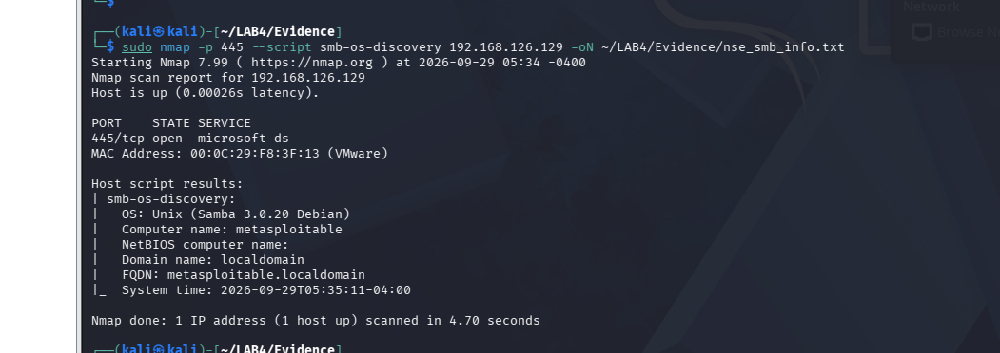 └─$
Network
Browse Ne
┌──(kali㉿kali)-[~/LAB4/Evidence]
└─$ sudo nmap -p 445 --script smb-os-discovery 192.168.126.129 -oN ~/LAB4/Evidence/nse_smb_info.txt
Starting Nmap 7.99 ( https://nmap.org ) at 2026-09-29 05:34 -0400
Nmap scan report for 192.168.126.129
Host is up (0.00026s latency).
PORT    STATE SERVICE
445/tcp open  microsoft-ds
MAC Address: 00:0C:29:F8:3F:13 (VMware)
Host script results:
| smb-os-discovery:
|   OS: Unix (Samba 3.0.20-Debian)
|   Computer name: metasploitable
|   NetBIOS computer name:
|   Domain name: localdomain
|   FQDN: metasploitable.localdomain
|_  System time: 2026-09-29T05:35:11-04:00
Nmap done: 1 IP address (1 host up) scanned in 4.70 seconds
┌──(kali㉿kali)-[~/LAB4/Evidence]